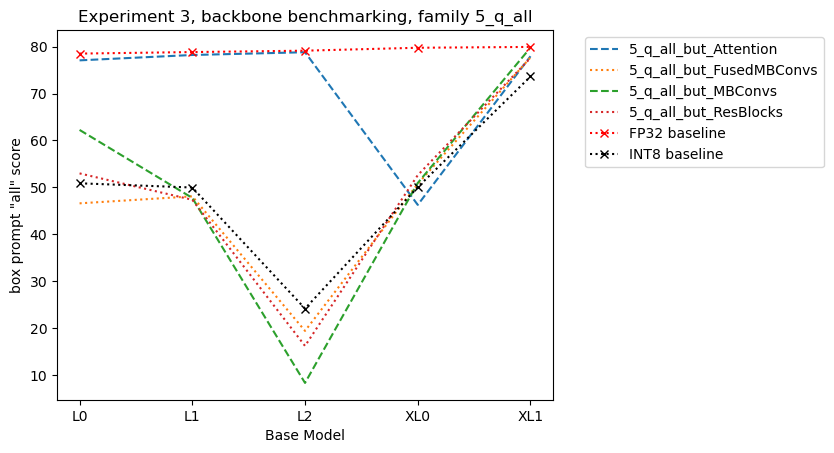 Experiment 3, backbone benchmarking, family 5_q_all
box prompt "all" score
80
70
60
50
40
30
20
10
L0 L1 L2 XL0 XL1
Base Model
5_q_all_but_Attention
5_q_all_but_FusedMBConvs
5_q_all_but_MBConvs
5_q_all_but_ResBlocks
FP32 baseline
INT8 baseline